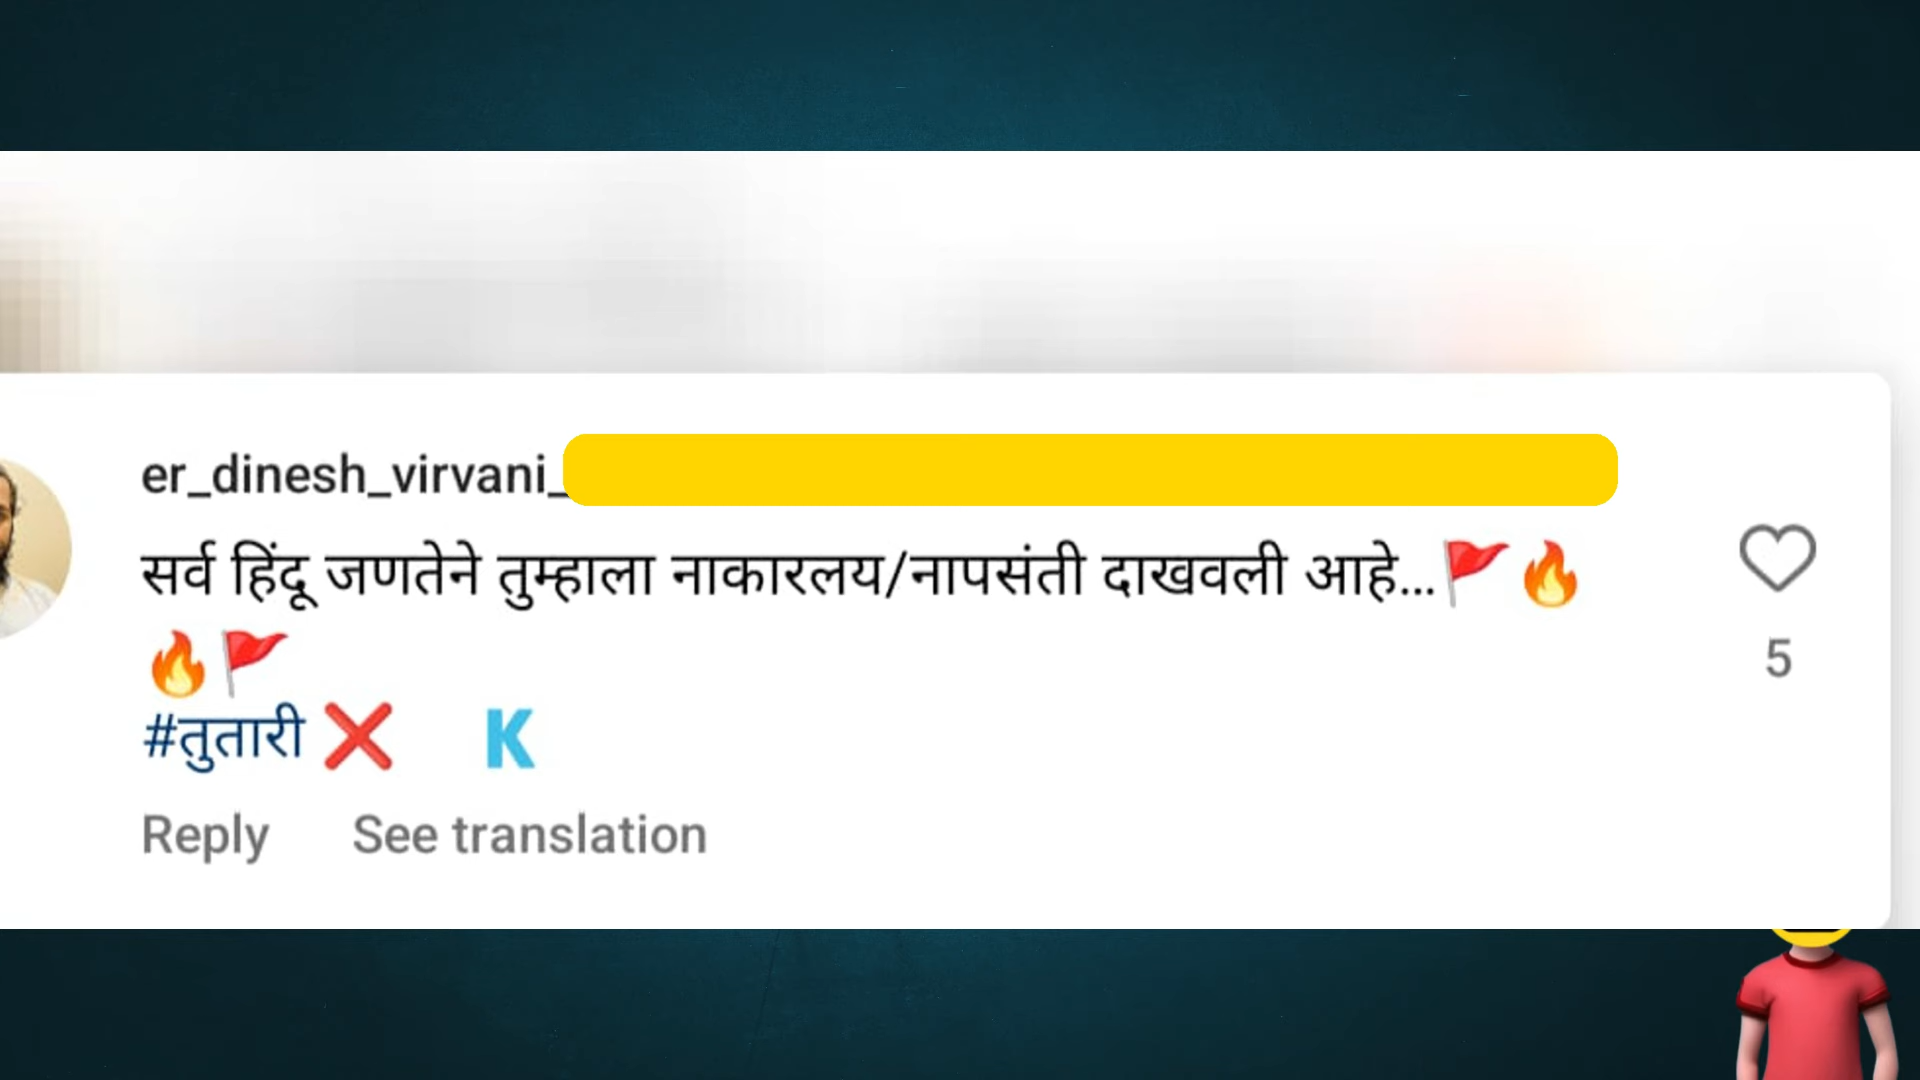 er_dinesh_virvani_
सर्व हिंदू जणतेने तुम्हाला नाकारलय/नापसंती दाखवली आहे...🚩🔥
🔥🚩
#तुतारी ❌ K
5
Reply See translation